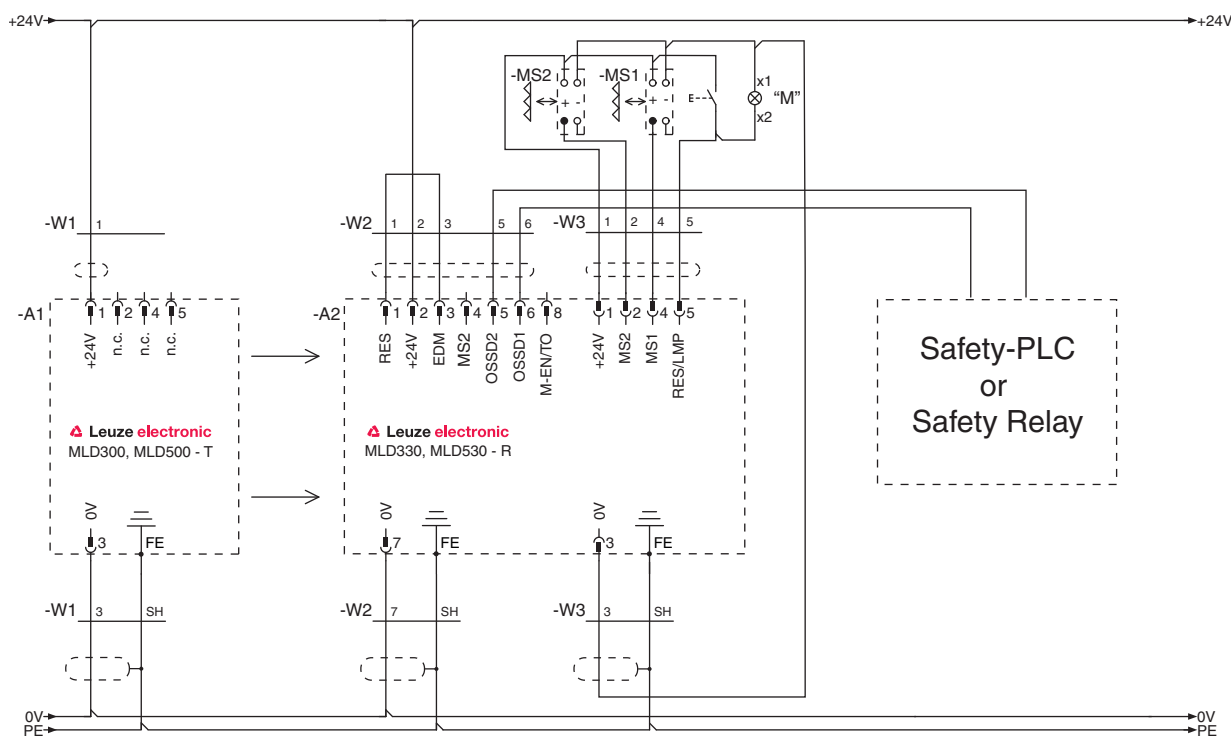 +24V
+24V
-MS2
-MS1
+ -
+ -
E
x1
"M"
x2
-W1
1
-W2
1
2
3
5
6
-W3
1
2
4
5
-A1
1
2
4
5
+24V
n.c.
n.c.
n.c.
-A2
1
2
3
4
5
6
8
RES
+24V
EDM
MS2
OSSD2
OSSD1
M-EN/TO
1
2
4
5
+24V
MS2
MS1
RES/LMP
Safety-PLC
or
Safety Relay
Leuze electronic
MLD300, MLD500 - T
Leuze electronic
MLD330, MLD530 - R
0V
3
FE
0V
7
FE
0V
3
FE
-W1
3
SH
-W2
7
SH
-W3
3
SH
0V
0V
PE
PE